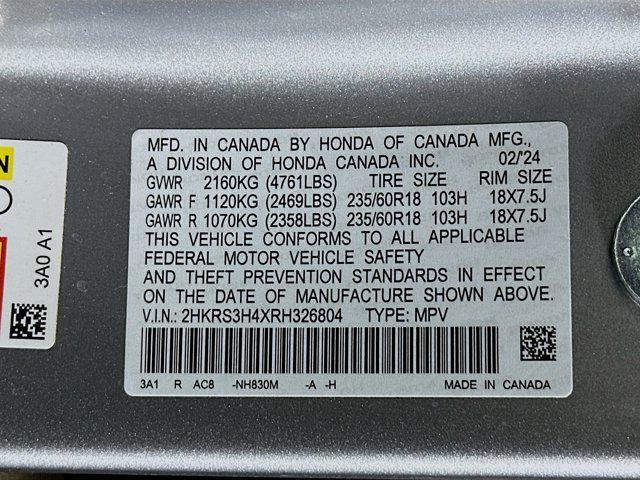 MFD. IN CANADA BY HONDA OF CANADA MFG.,
A DIVISION OF HONDA CANADA INC. 02/'24
GVWR 2160KG (4761LBS) TIRE SIZE RIM SIZE
GAWR F 1120KG (2469LBS) 235/60R18 103H 18X7.5J
GAWR R 1070KG (2358LBS) 235/60R18 103H 18X7.5J
THIS VEHICLE CONFORMS TO ALL APPLICABLE
FEDERAL MOTOR VEHICLE SAFETY
AND THEFT PREVENTION STANDARDS IN EFFECT
ON THE DATE OF MANUFACTURE SHOWN ABOVE.
V.I.N.: 2HKRS3H4XRH326804 TYPE: MPV
3A1 R AC8 -NH830M -A -H MADE IN CANADA
3A0 A1